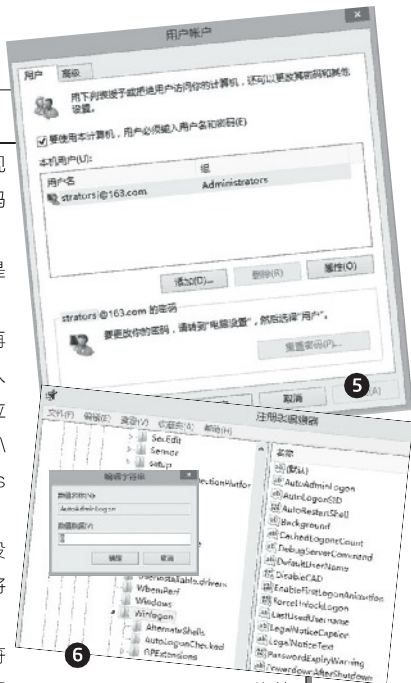 用户帐户
用户
高级
用下列表授予或拒绝用户访问你的计算机，还可以更改其密码和其他
设置。
要使用本计算机，用户必须输入用户名和密码(E)
本机用户(U):
用户名
组
strators@163.com
Administrators
添加(D)...
删除(R)
属性(O)
strators@163.com 的密码
要更改你的密码，请转到"电脑设置"，然后选择"用户"。
重置密码(P)...
取消
(A)
5
注册表编辑器
文件(F) 编辑(E) 查看(V) 收藏夹(A) 帮助(H)
SecEdit
Sensor
setup
ectionPlatfor
编辑字符串
数值名称(N):
AutoAdminLogon
数值数据(V):
确定
取消
Userinstallable.drivers
WbemPerf
Windows
Winlogon
AlternateShells
AutoLogonChecked
GPExtensions
名称
(默认)
AutoAdminLogon
AutoLogonSID
AutoRestartShell
Background
CachedLogonsCount
DebugServerCommand
DefaultUserName
DisableCAD
EnableFirstLogonAnimation
ForceUnlockLogon
LastUsedUsername
LegalNoticeCaption
LegalNoticeText
PasswordExpiryWarning
PowerdownAfterShutdown
6